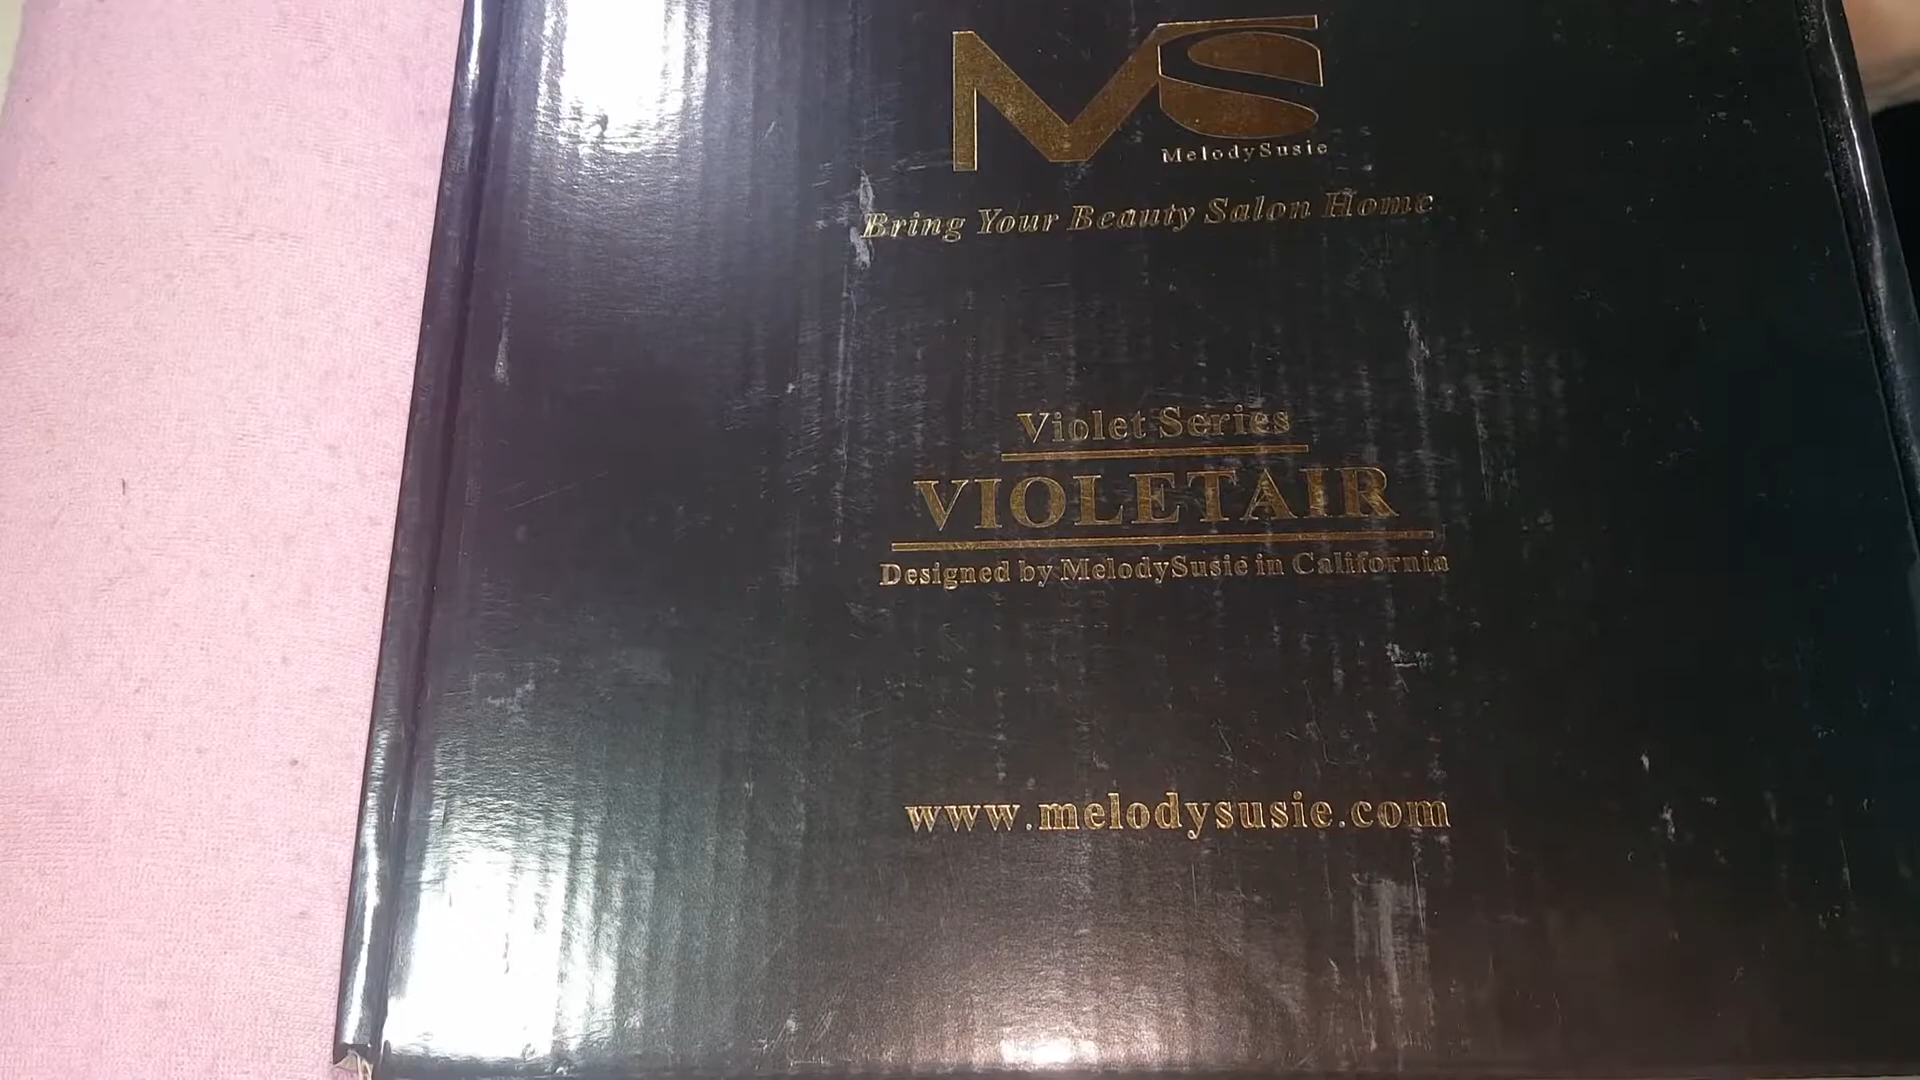 MS
MelodySusie
Bring Your Beauty Salon Home
Violet Series
VIOLETAIR
Designed by MelodySusie in California
www.melodysusie.com